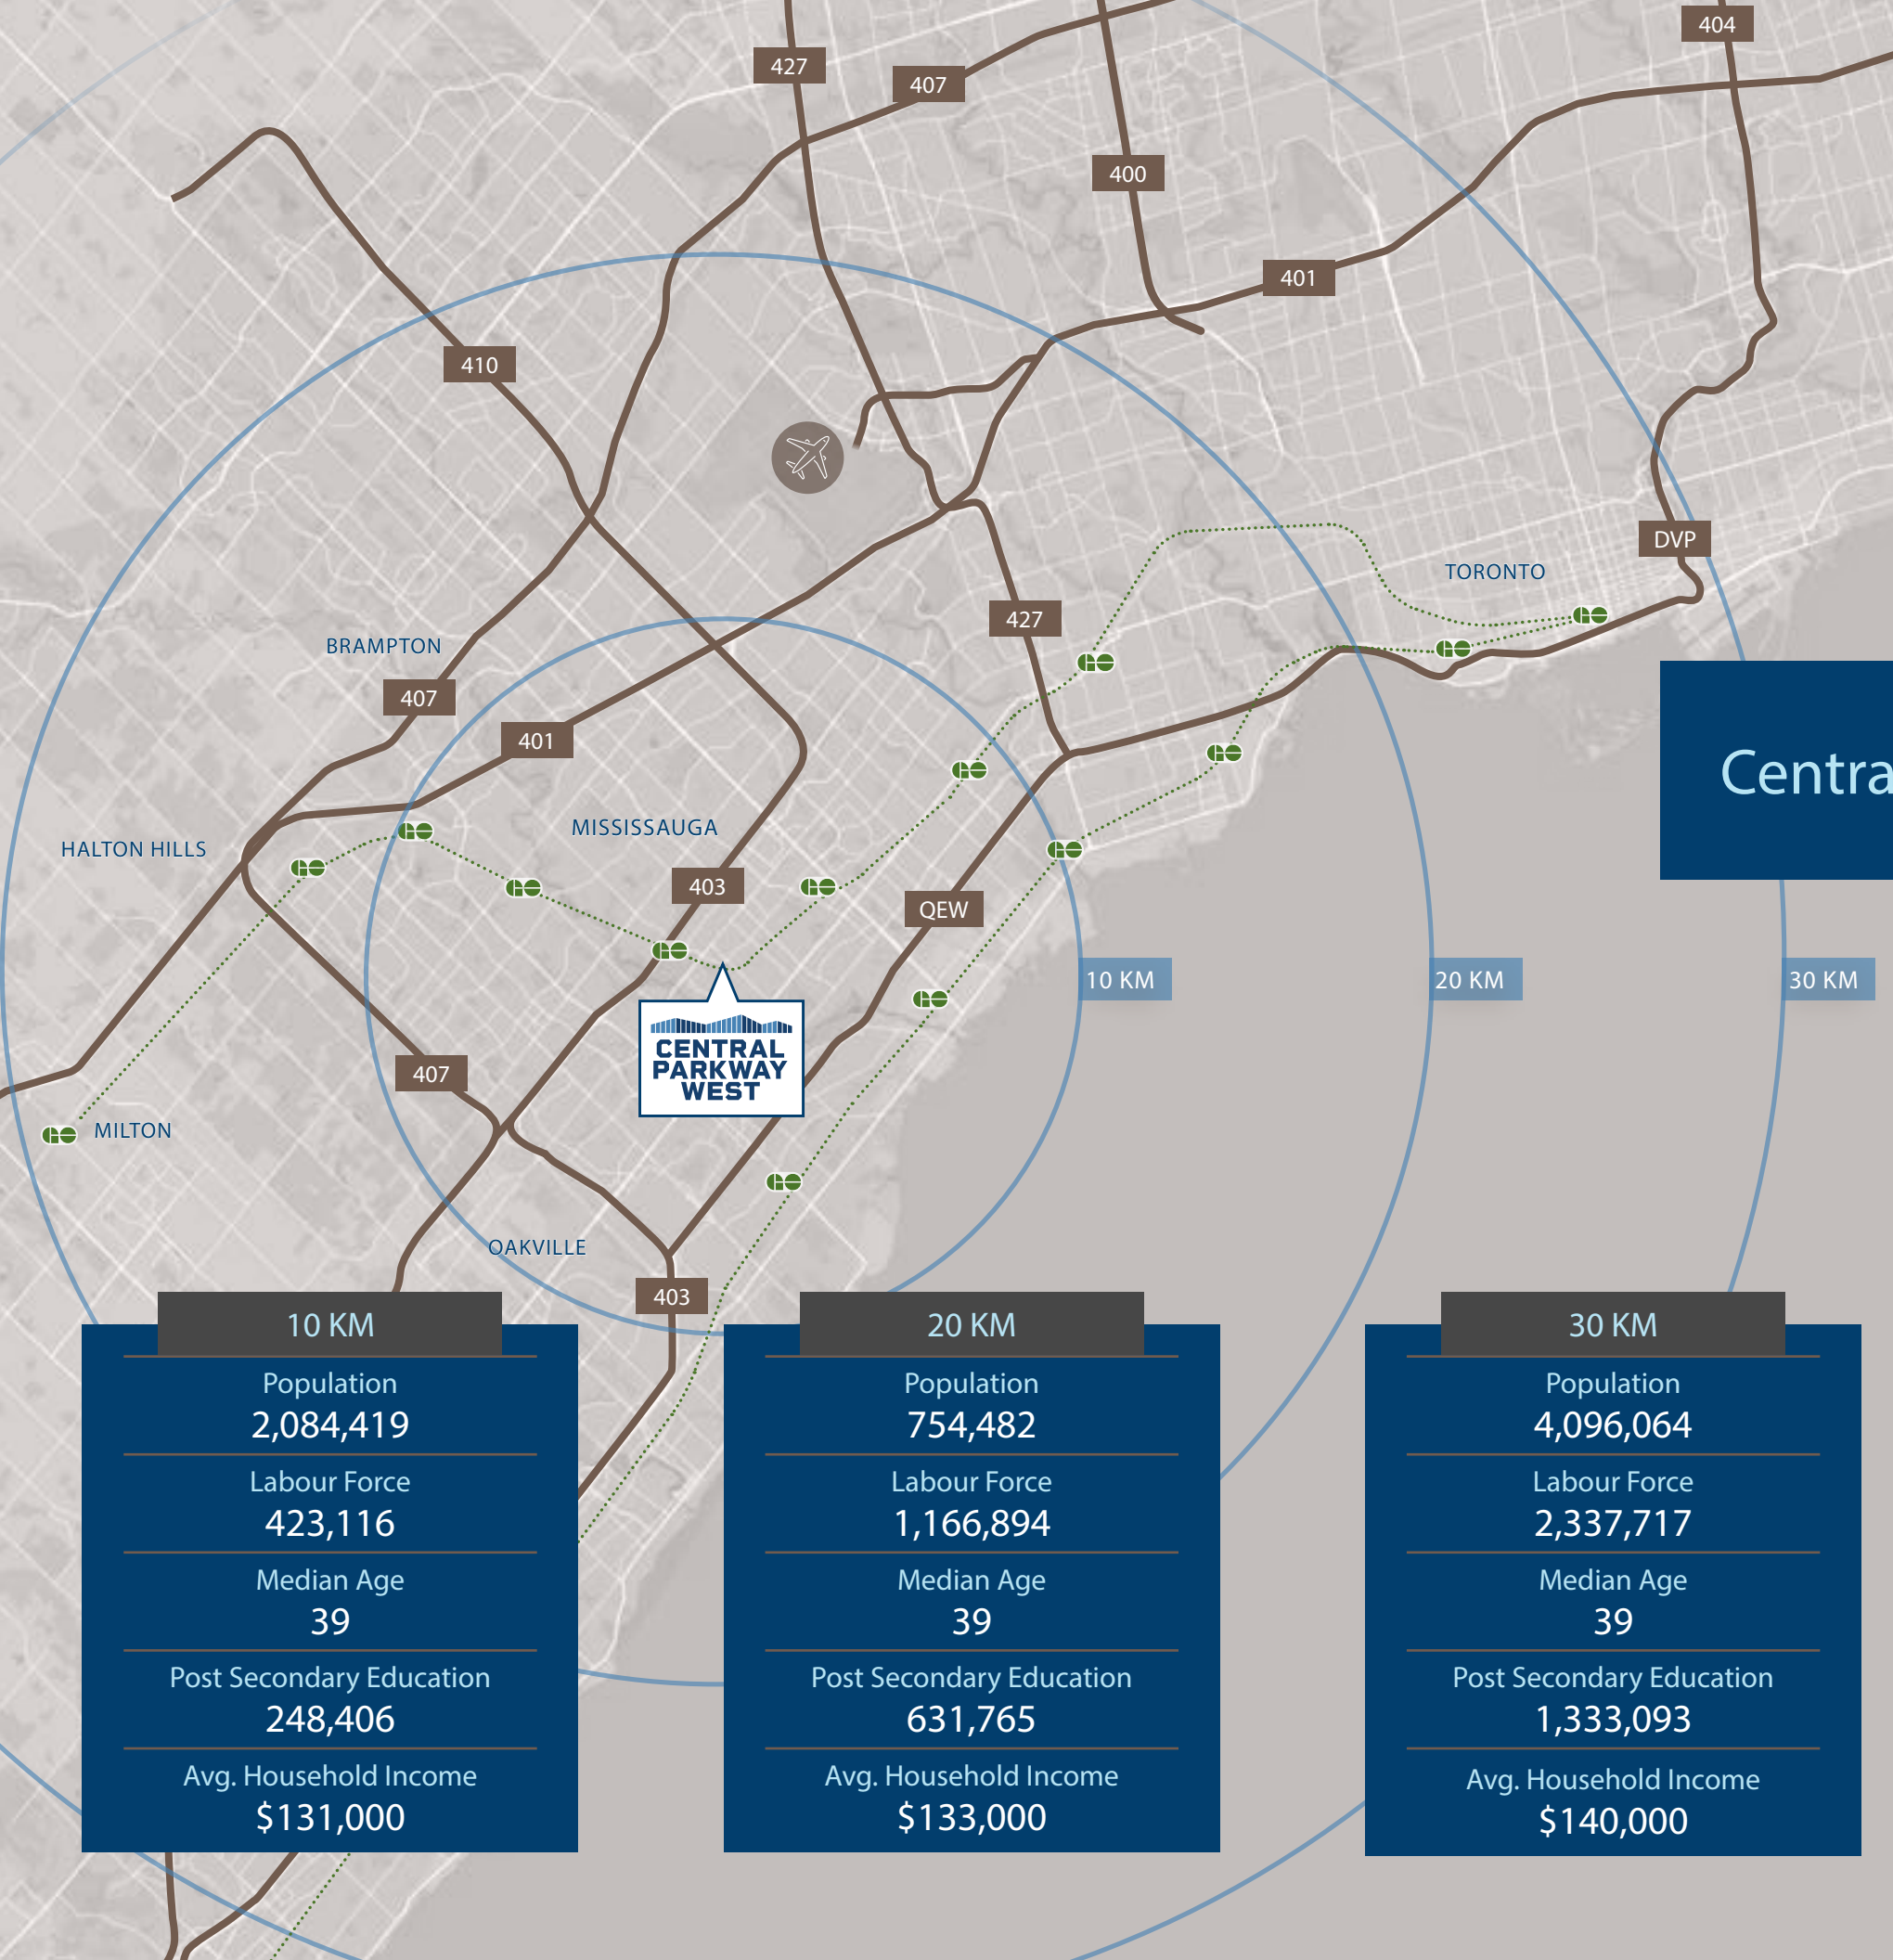 404
427
407
400
401
410
DVP
TORONTO
427
BRAMPTON
407
401
Centra
MISSISSAUGA
HALTON HILLS
403
QEW
10 KM
20 KM
30 KM
CENTRAL
PARKWAY
WEST
407
MILTON
OAKVILLE
403
10 KM
Population
2,084,419
Labour Force
423,116
Median Age
39
Post Secondary Education
248,406
Avg. Household Income
$131,000
20 KM
Population
754,482
Labour Force
1,166,894
Median Age
39
Post Secondary Education
631,765
Avg. Household Income
$133,000
30 KM
Population
4,096,064
Labour Force
2,337,717
Median Age
39
Post Secondary Education
1,333,093
Avg. Household Income
$140,000